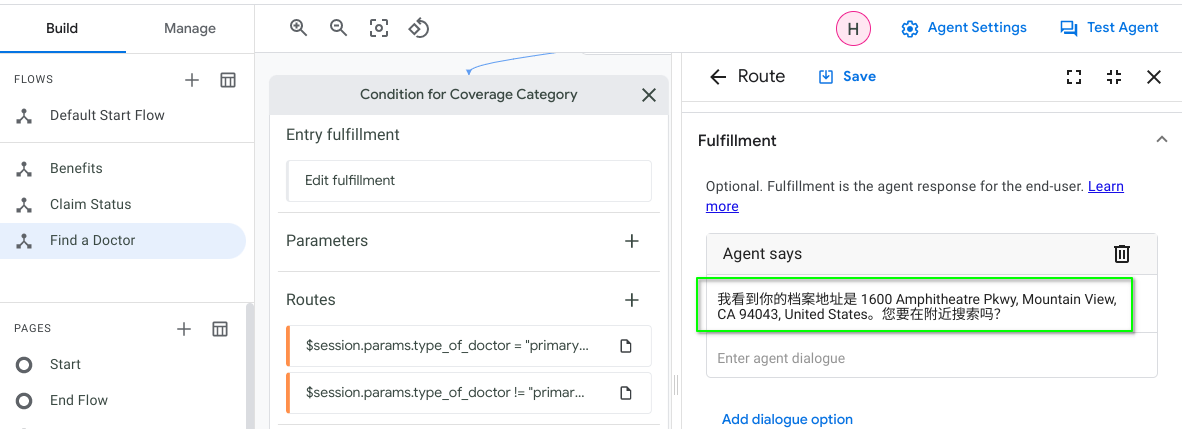 Build
Manage
FLOWS
Default Start Flow
Benefits
Claim Status
Find a Doctor
PAGES
Start
End Flow
H
Agent Settings
Test Agent
Condition for Coverage Category
Entry fulfillment
Edit fulfillment
Parameters
Routes
$session.params.type_of_doctor = "primary...
$session.params.type_of_doctor != "primar...
Route
Save
Fulfillment
Optional. Fulfillment is the agent response for the end-user. Learn
more
Agent says
我看到你的档案地址是 1600 Amphitheatre Pkwy, Mountain View,
CA 94043, United States。您要在附近搜索吗?
Enter agent dialogue
Add dialogue option